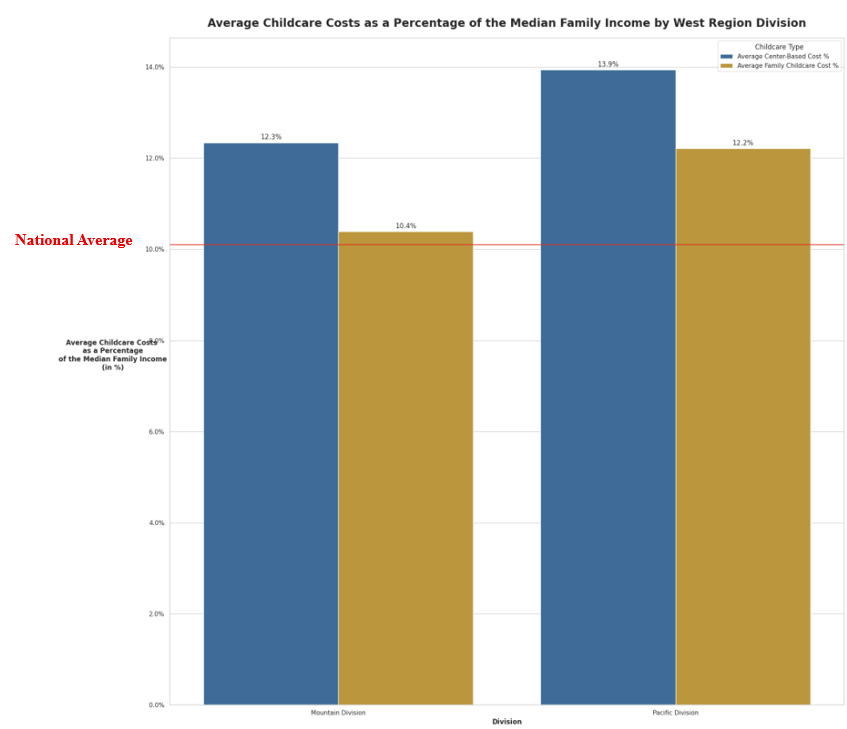 Average Childcare Costs as a Percentage of the Median Family Income by West Region Division
Childcare Type
Average Center-Based Cost %
Average Family Childcare Cost %
14.0%
13.9%
12.3%
12.2%
12.0%
10.4%
National Average
10.0%
8.0%
Average Childcare Costs
as a Percentage
of the Median Family Income
(in %)
6.0%
4.0%
2.0%
0.0%
Mountain Division
Pacific Division
Division